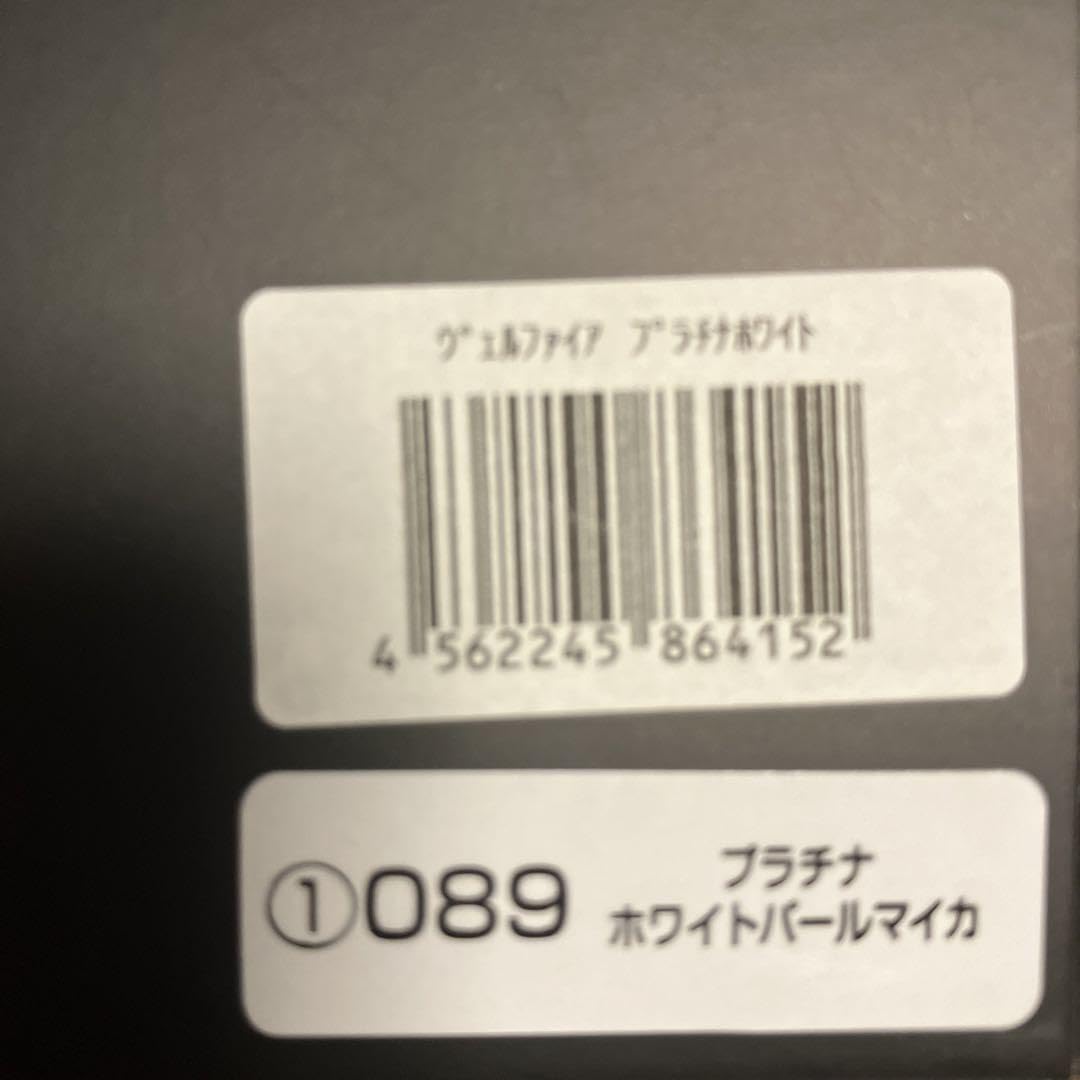 ヴェルファイア プラチナホワイト
4 562245 864152
①089
プラチナ
ホワイトパールマイカ